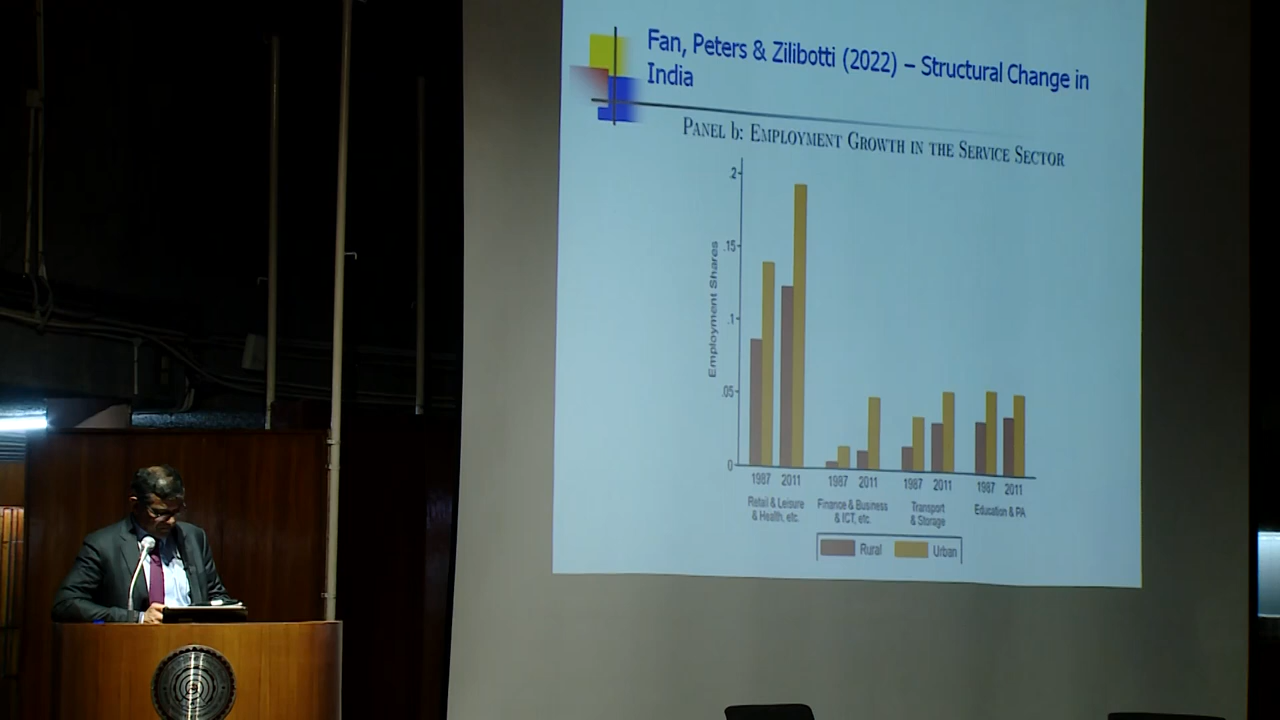 Fan, Peters & Zilibotti (2022) – Structural Change in
India
PANEL b: EMPLOYMENT GROWTH IN THE SERVICE SECTOR
Employment Shares
.2
.15
.1
.05
0
1987 2011 1987 2011 1987 2011 1987 2011
Retail & Leisure
& Health, etc.
Finance & Business
& ICT, etc.
Transport
& Storage
Education & PA
Rural Urban